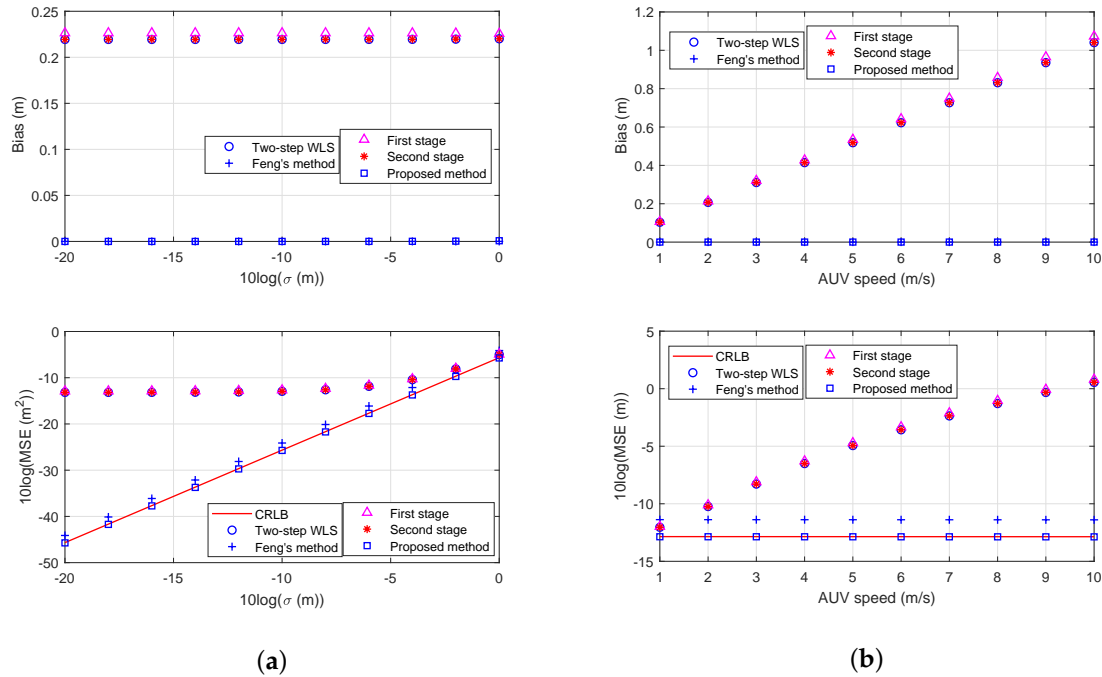 0.25
0.2
0.15
0.1
0.05
0
Bias (m)
Two-step WLS
Feng's method
First stage
Second stage
Proposed method
-20
-15
-10
-5
0
10log(σ (m))
1.2
1
0.8
0.6
0.4
0.2
0
Bias (m)
Two-step WLS
Feng's method
First stage
Second stage
Proposed method
1
2
3
4
5
6
7
8
9
10
AUV speed (m/s)
0
-10
-20
-30
-40
-50
10log(MSE (m²))
CRLB
Two-step WLS
Feng's method
First stage
Second stage
Proposed method
-20
-15
-10
-5
0
10log(σ (m))
5
0
-5
-10
-15
10log(MSE (m))
CRLB
Two-step WLS
Feng's method
First stage
Second stage
Proposed method
1
2
3
4
5
6
7
8
9
10
AUV speed (m/s)
(a)
(b)